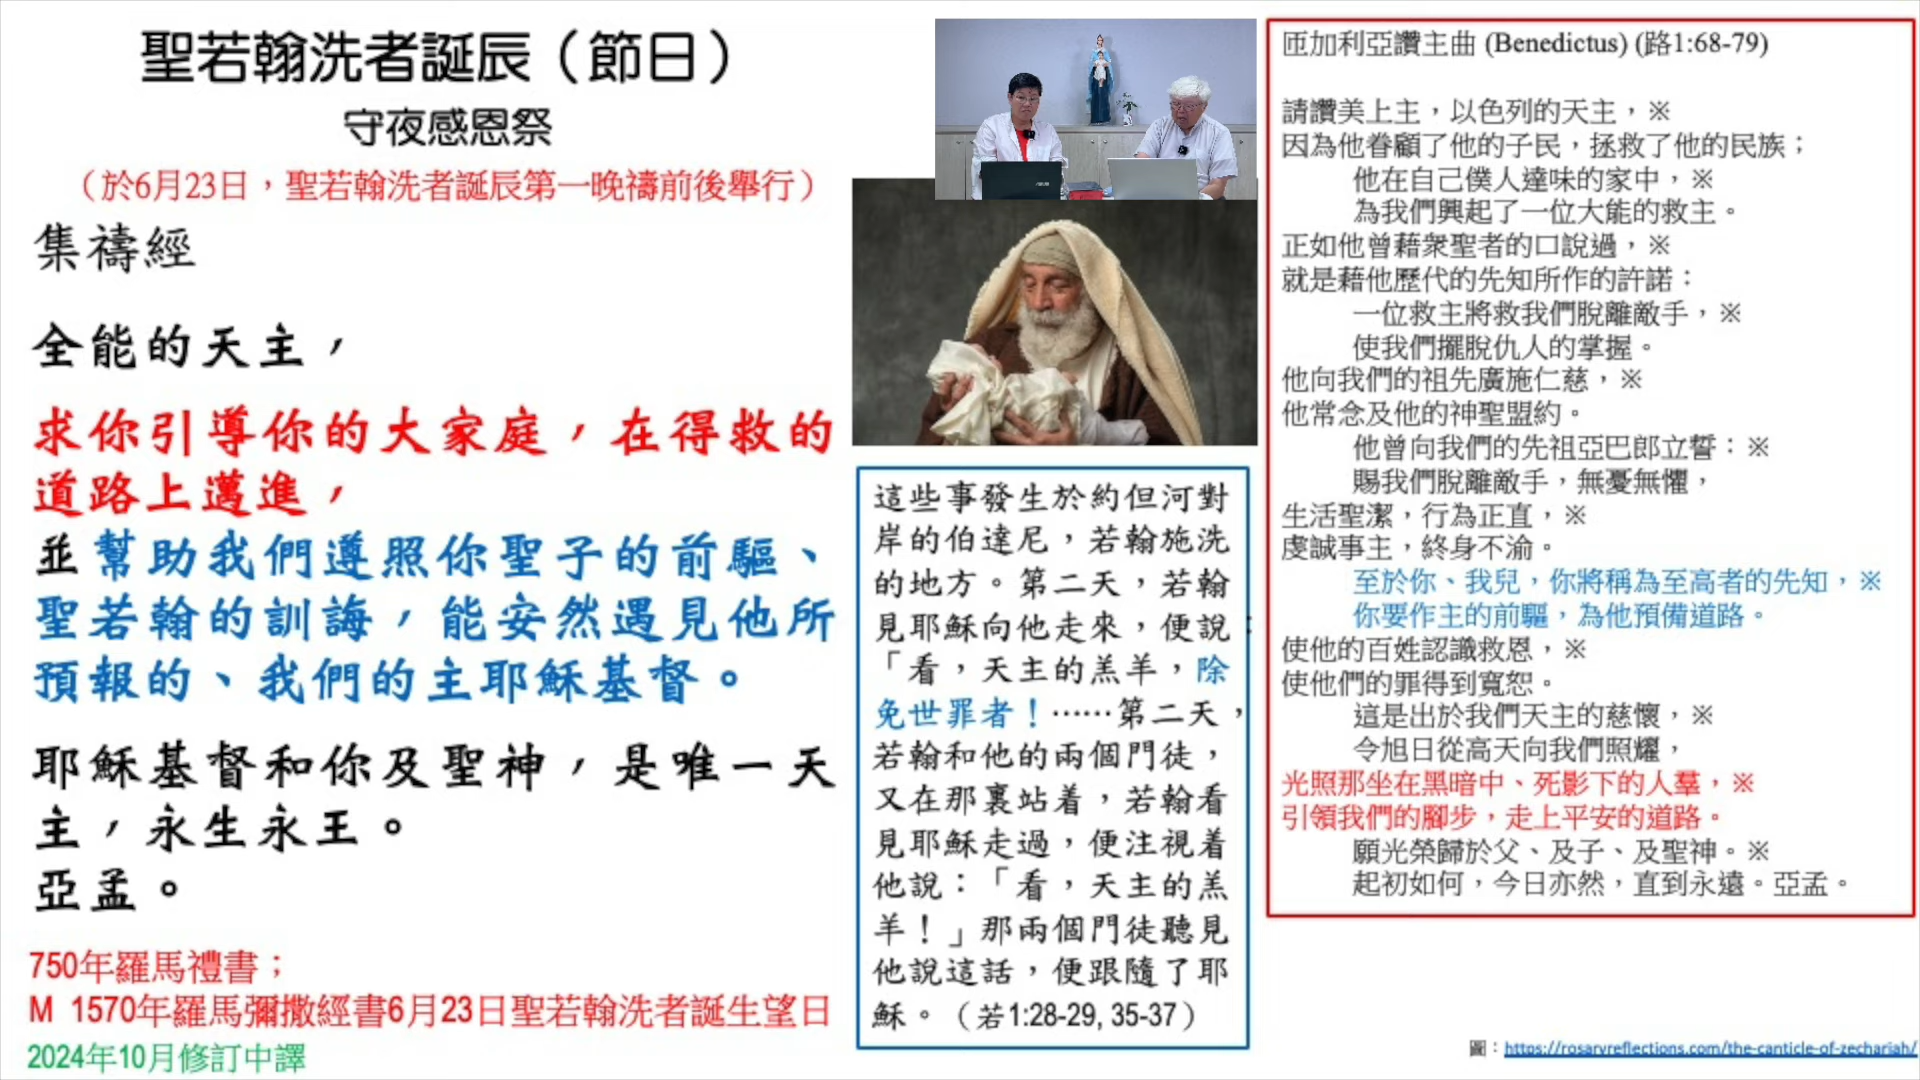 聖若翰洗者誕辰（節日）
守夜感恩祭
（於6月23日，聖若翰洗者誕辰第一晚禱前後舉行）
集禱經
全能的天主，
求你引導你的大家庭，在得救的
道路上邁進，
並幫助我們遵照你聖子的前驅、
聖若翰的訓誨，能安然遇見他所
預報的、我們的主耶穌基督。
耶穌基督和你及聖神，是唯一天
主，永生永王。
亞孟。
750年羅馬禮書；
M 1570年羅馬彌撒經書6月23日聖若翰洗者誕生望日
2024年10月修訂中譯
這些事發生於約但河對
岸的伯達尼，若翰施洗
的地方。第二天，若翰
見耶穌向他走來，便說：
「看，天主的羔羊，除
免世罪者！……第二天，
若翰和他的兩個門徒，
又在那裏站着，若翰看
見耶穌走過，便注視着
他說：「看，天主的羔
羊！」那兩個門徒聽見
他說這話，便跟隨了耶
穌。（若1:28-29, 35-37）
匝加利亞讚主曲 (Benedictus) (路1:68-79)
請讚美上主，以色列的天主，※
因為他眷顧了他的子民，拯救了他的民族；
他在自己僕人達味的家中，※
為我們興起了一位大能的救主。
正如他曾藉衆聖者的口說過，※
就是藉他歷代的先知所作的許諾：
一位救主將救我們脫離敵手，※
使我們擺脫仇人的掌握。
他向我們的祖先廣施仁慈，※
他常念及他的神聖盟約。
他曾向我們的先祖亞巴郎立誓：※
賜我們脫離敵手，無憂無懼，
生活聖潔，行為正直，※
虔誠事主，終身不渝。
至於你、我兒，你將稱為至高者的先知，※
你要作主的前驅，為他預備道路。
使他的百姓認識救恩，※
使他們的罪得到寬恕。
這是出於我們天主的慈懷，※
令旭日從高天向我們照耀，
光照那坐在黑暗中、死影下的人羣，※
引領我們的腳步，走上平安的道路。
願光榮歸於父、及子、及聖神。※
起初如何，今日亦然，直到永遠。亞孟。
圖：https://rosaryreflections.com/the-canticle-of-zechariah/